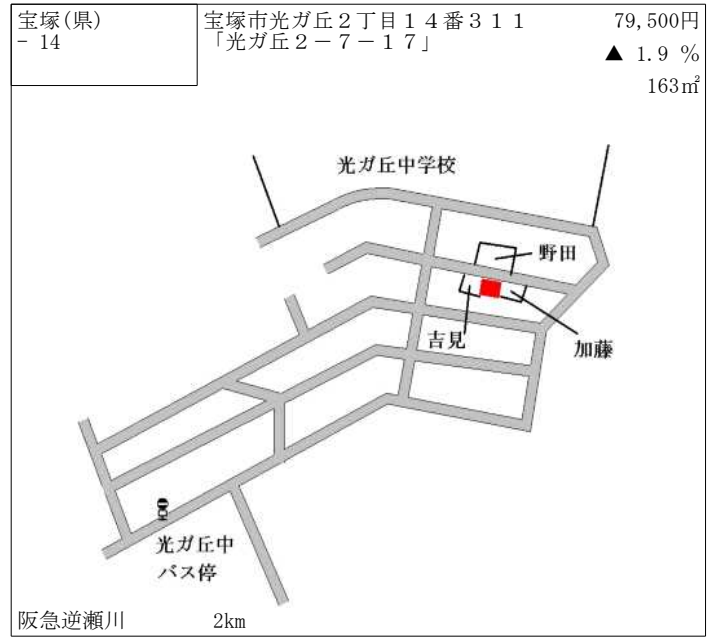 宝塚(県)
- 14
宝塚市光ガ丘２丁目１４番３１１
「光ガ丘２－７－１７」
79,500円
▲ 1.9 %
163㎡
光ガ丘中学校
野田
吉見
加藤
光ガ丘中
バス停
阪急逆瀬川 2km